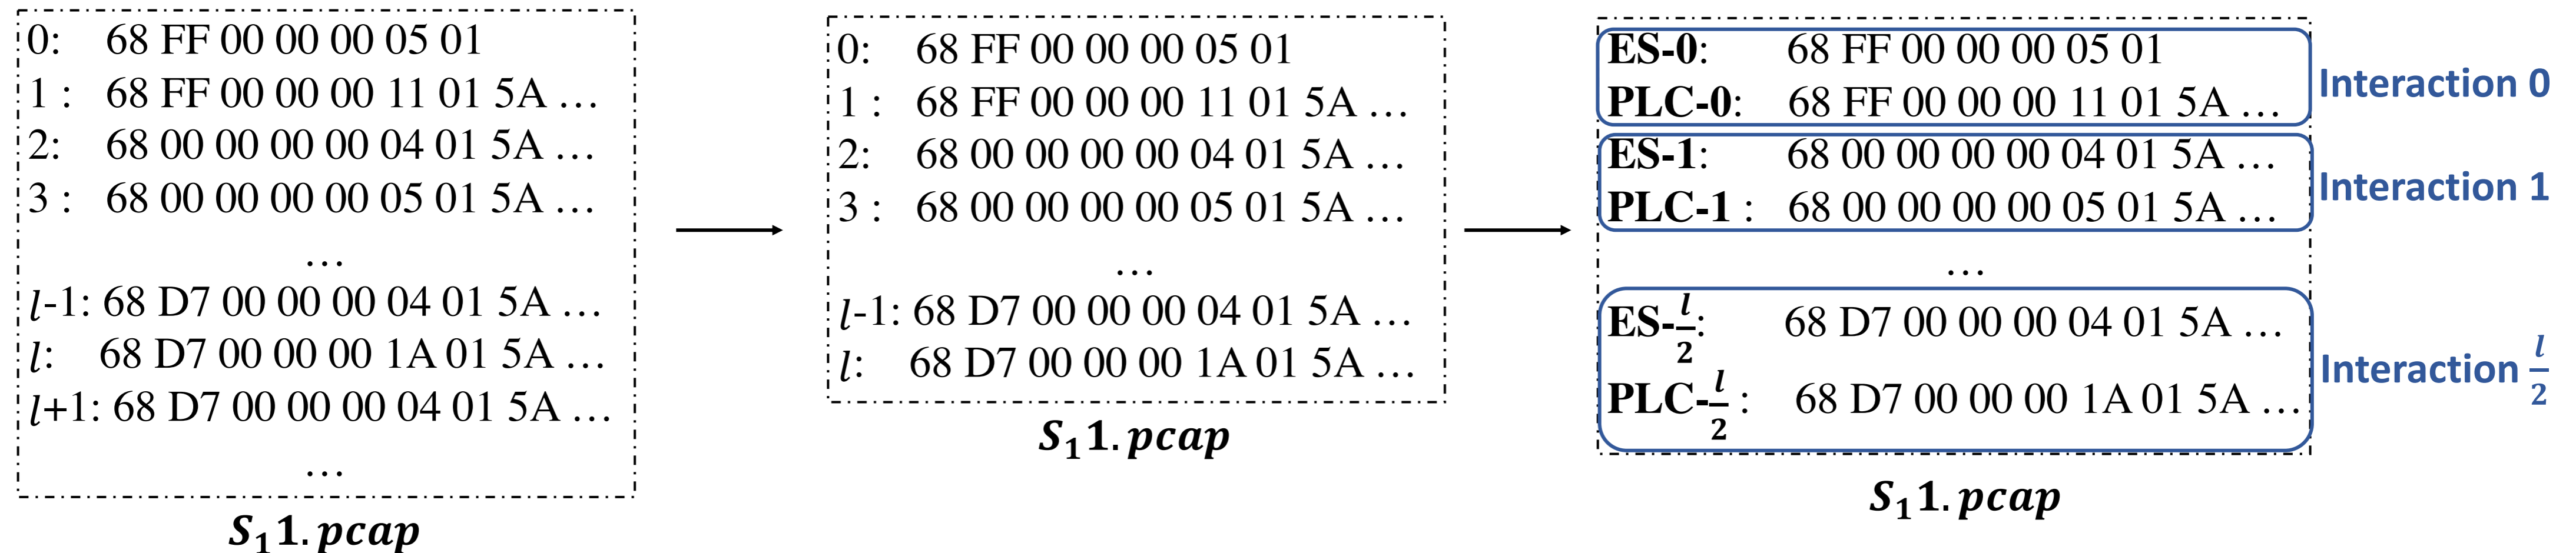 0: 68 FF 00 00 00 05 01
1 : 68 FF 00 00 00 11 01 5A …
2: 68 00 00 00 00 04 01 5A …
3 : 68 00 00 00 00 05 01 5A …
…
l-1: 68 D7 00 00 00 04 01 5A …
l: 68 D7 00 00 00 1A 01 5A …
l+1: 68 D7 00 00 00 04 01 5A …
…
S₁1.pcap
0: 68 FF 00 00 00 05 01
1 : 68 FF 00 00 00 11 01 5A …
2: 68 00 00 00 00 04 01 5A …
3 : 68 00 00 00 00 05 01 5A …
…
l-1: 68 D7 00 00 00 04 01 5A …
l: 68 D7 00 00 00 1A 01 5A …
S₁1.pcap
ES-0: 68 FF 00 00 00 05 01
PLC-0: 68 FF 00 00 00 11 01 5A …
Interaction 0
ES-1: 68 00 00 00 00 04 01 5A …
PLC-1 : 68 00 00 00 00 05 01 5A …
Interaction 1
…
ES-l/2: 68 D7 00 00 00 04 01 5A …
PLC-l/2 : 68 D7 00 00 00 1A 01 5A …
Interaction l/2
S₁1.pcap